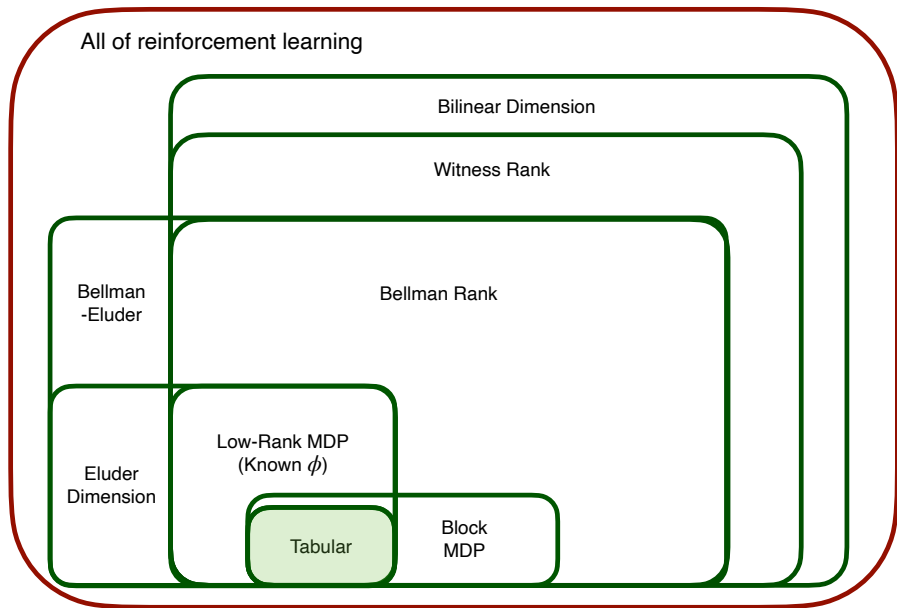 All of reinforcement learning
Bilinear Dimension
Witness Rank
Bellman
-Eluder
Bellman Rank
Low-Rank MDP
(Known ϕ)
Eluder
Dimension
Tabular
Block
MDP